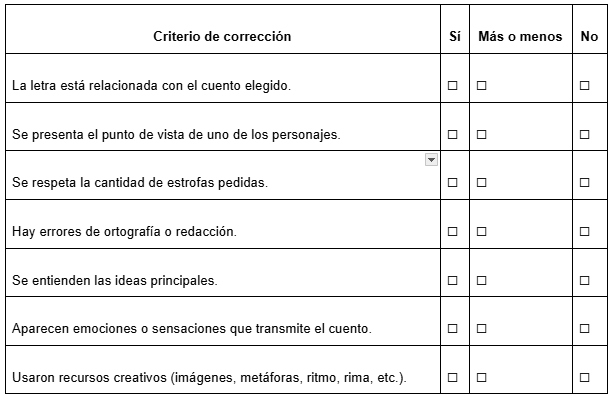 Criterio de corrección Sí Más o menos No
La letra está relacionada con el cuento elegido. ☐ ☐ ☐
Se presenta el punto de vista de uno de los personajes. ☐ ☐ ☐
Se respeta la cantidad de estrofas pedidas. ☐ ☐ ☐
Hay errores de ortografía o redacción. ☐ ☐ ☐
Se entienden las ideas principales. ☐ ☐ ☐
Aparecen emociones o sensaciones que transmite el cuento. ☐ ☐ ☐
Usaron recursos creativos (imágenes, metáforas, ritmo, rima, etc.). ☐ ☐ ☐